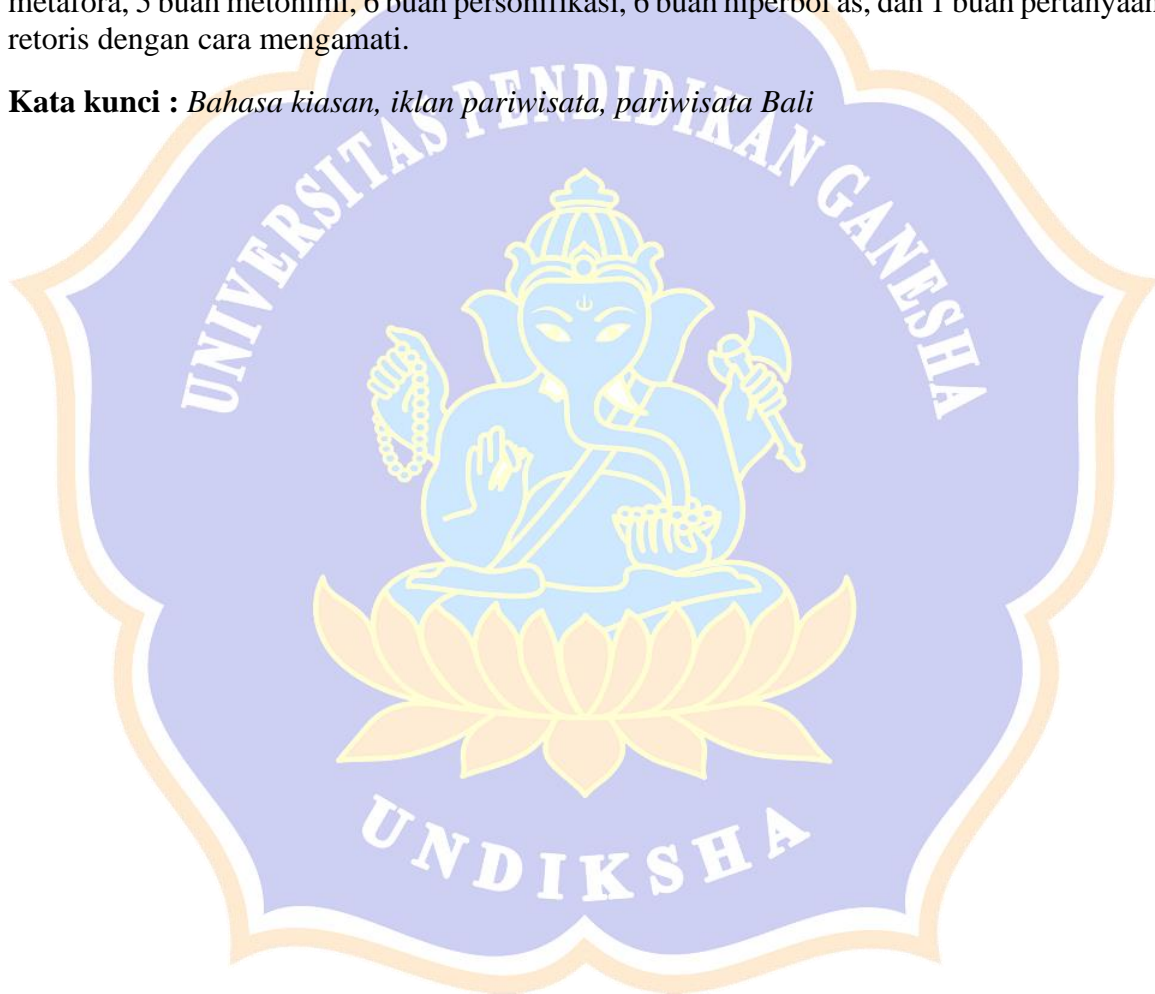 metafora, 5 buah metonimi, 6 buah personifikasi, 6 buah hiperbol as, dan 1 buah pertanyaan
retoris dengan cara mengamati.
Kata kunci : Bahasa kiasan, iklan pariwisata, pariwisata Bali
UNIVERSITAS PENDIDIKAN GANESHA
UNDIKSHA